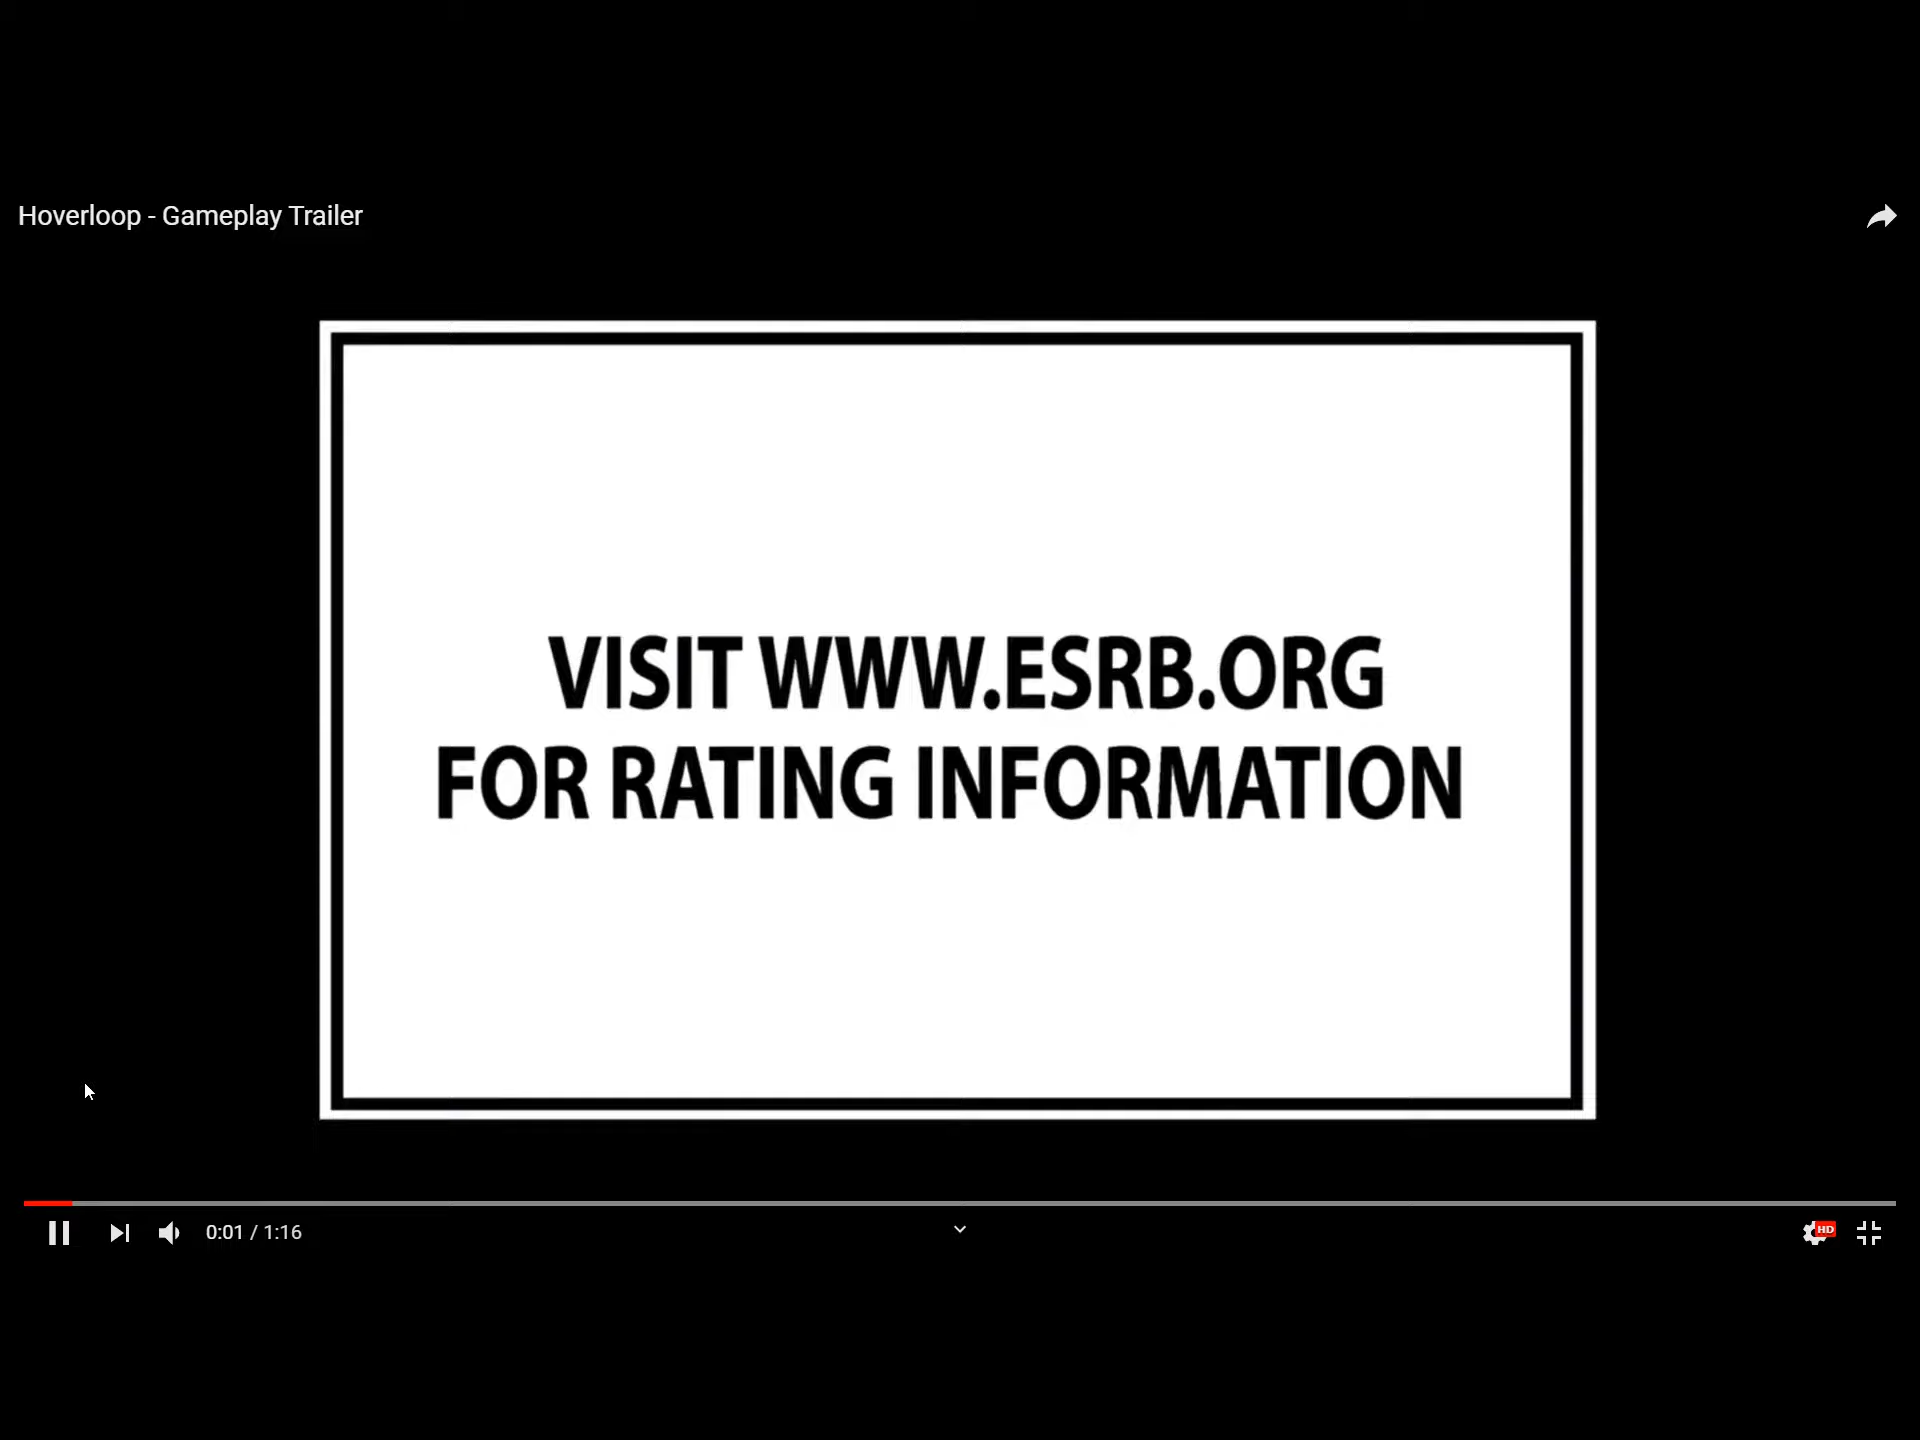 Hoverloop - Gameplay Trailer
VISIT WWW.ESRB.ORG
FOR RATING INFORMATION
0:01 / 1:16
HD